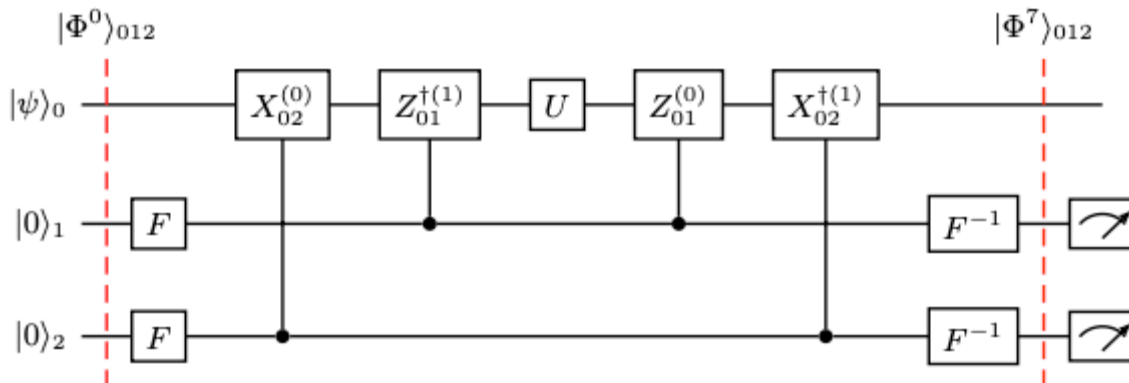 |Φ⁰⟩₀₁₂ |Φ⁷⟩₀₁₂
|ψ⟩₀ X₀₂⁽⁰⁾ Z₀₁†⁽¹⁾ U Z₀₁⁽⁰⁾ X₀₂†⁽¹⁾
|0⟩₁ F F⁻¹
|0⟩₂ F F⁻¹